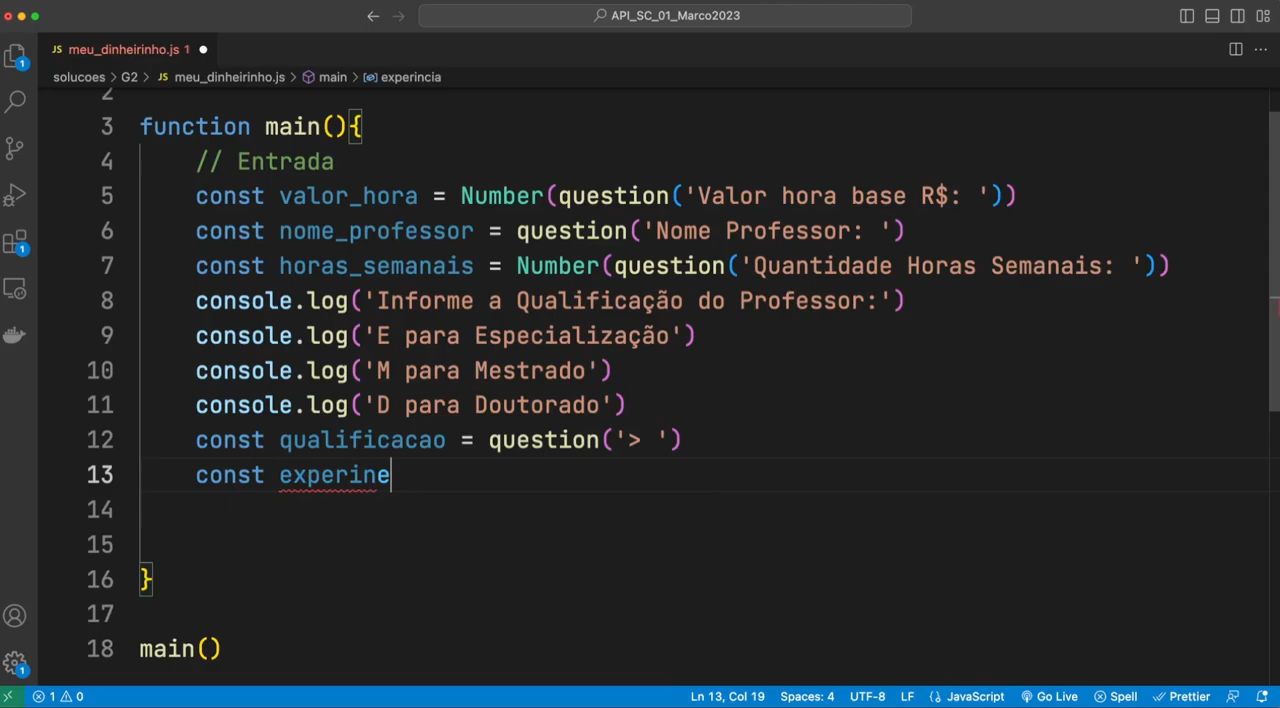 API_SC_01_Marco2023
JS meu_dinheirinho.js 1
solucoes > G2 > JS meu_dinheirinho.js > main > experincia
1
2
3 function main(){
4 // Entrada
5 const valor_hora = Number(question('Valor hora base R$: '))
6 const nome_professor = question('Nome Professor: ')
7 const horas_semanais = Number(question('Quantidade Horas Semanais: '))
1
8 console.log('Informe a Qualificação do Professor:')
9 console.log('E para Especialização')
10 console.log('M para Mestrado')
11 console.log('D para Doutorado')
12 const qualificacao = question('> ')
13 const experine
14
15
16 }
17
18 main()
1
1 0 Ln 13, Col 19 Spaces: 4 UTF-8 LF {} JavaScript Go Live Spell Prettier